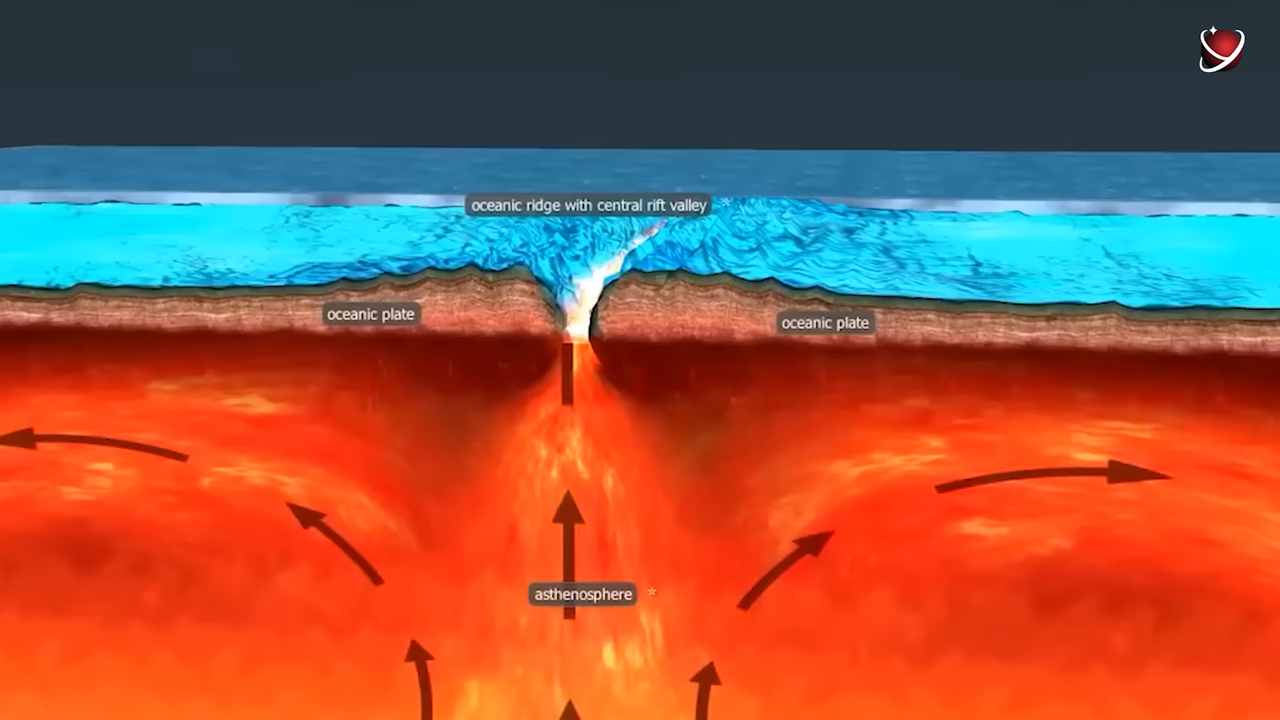 oceanic ridge with central rift valley
oceanic plate
oceanic plate
asthenosphere